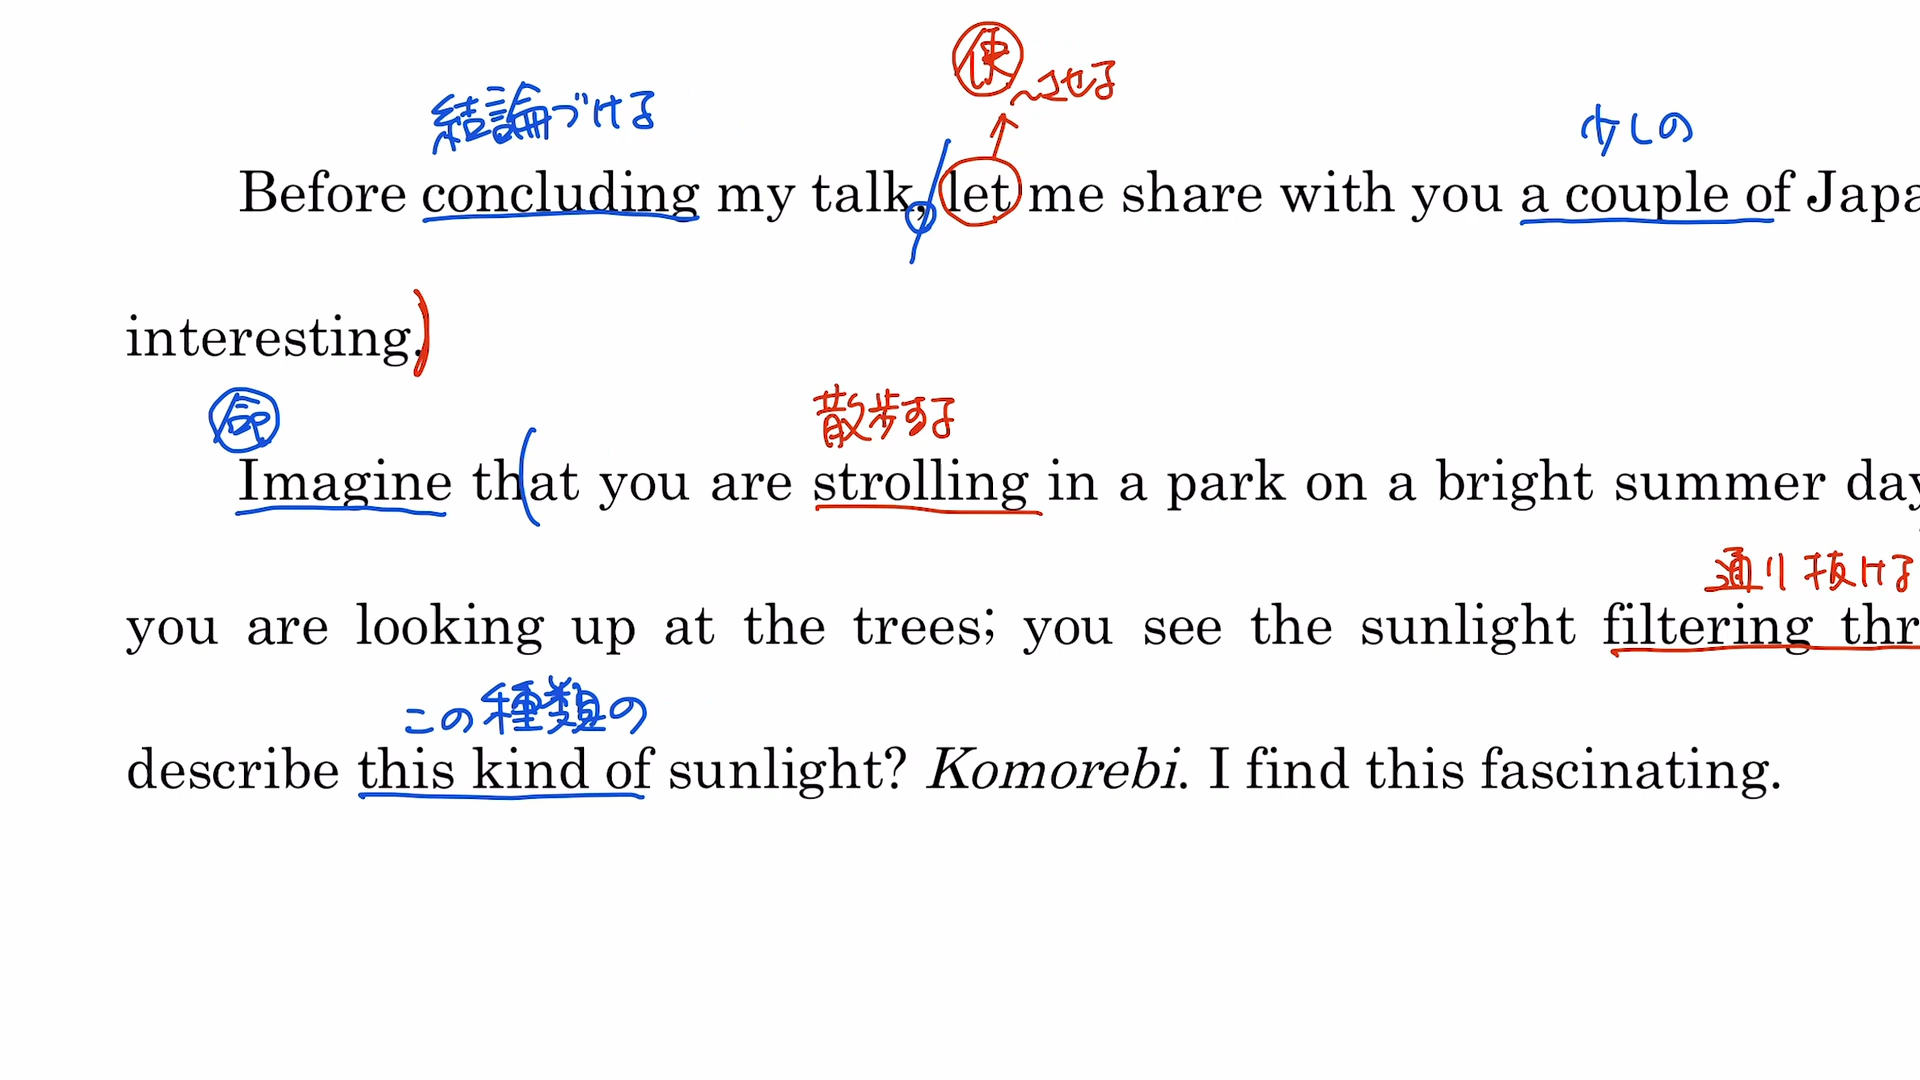 使
結論づける ~させる 少しの
Before concluding my talk, let me share with you a couple of
interesting.)
命 散歩する
Imagine that you are strolling in a park on a bright summer day
通り抜ける
you are looking up at the trees; you see the sunlight filtering
この種類の
describe this kind of sunlight? Komorebi. I find this fascinating.